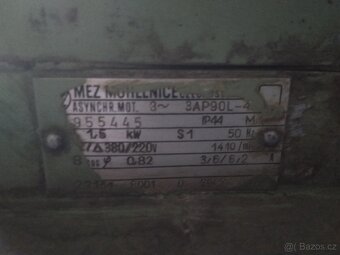 MEZ MOHELNICE
ASYNCHR. MOT. 3~ 3AP90L-4
955445 IP44 M
1,5 kW S1 50 Hz
Y/△ 380/220V 1410/min
cos φ 0,82 3,6/6,2 A
bazos.cz